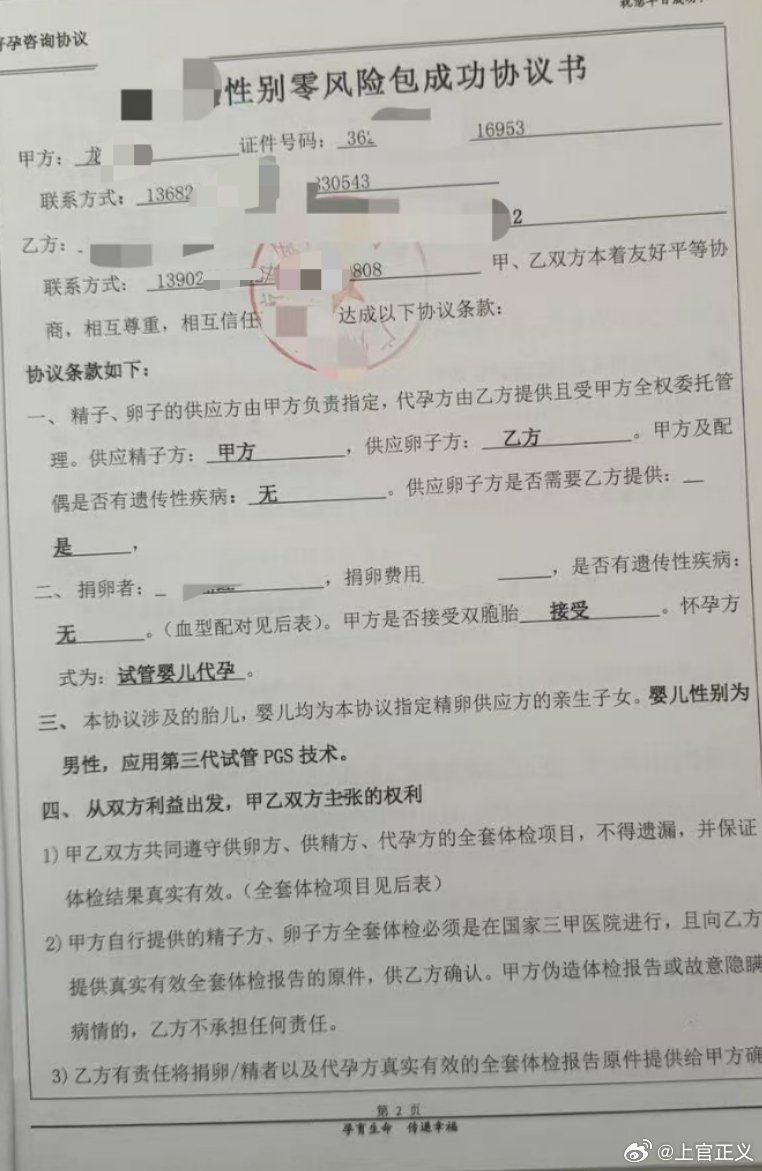 好孕咨询协议
性别零风险包成功协议书
甲方：龙 证件号码：362 16953
联系方式：13682 330543
乙方： 2
联系方式：13902 808 甲、乙双方本着友好平等协
商，相互尊重，相互信任 达成以下协议条款：
协议条款如下：
一、精子、卵子的供应方由甲方负责指定，代孕方由乙方提供且受甲方全权委托管
理。供应精子方：甲方，供应卵子方：乙方。甲方及配
偶是否有遗传性疾病：无。供应卵子方是否需要乙方提供：
是，
二、捐卵者：，捐卵费用，是否有遗传性疾病：
无。（血型配对见后表）。甲方是否接受双胞胎接受。怀孕方
式为：试管婴儿代孕。
三、本协议涉及的胎儿，婴儿均为本协议指定精卵供应方的亲生子女。婴儿性别为
男性，应用第三代试管PGS技术。
四、从双方利益出发，甲乙双方主张的权利
1）甲乙双方共同遵守供卵方、供精方、代孕方的全套体检项目，不得遗漏，并保证
体检结果真实有效。（全套体检项目见后表）
2）甲方自行提供的精子方、卵子方全套体检必须是在国家三甲医院进行，且向乙方
提供真实有效全套体检报告的原件，供乙方确认。甲方伪造体检报告或故意隐瞒
病情的，乙方不承担任何责任。
3）乙方有责任将捐卵/精者以及代孕方真实有效的全套体检报告原件提供给甲方确
第 2 页
孕育生命 传递幸福
@上官正义